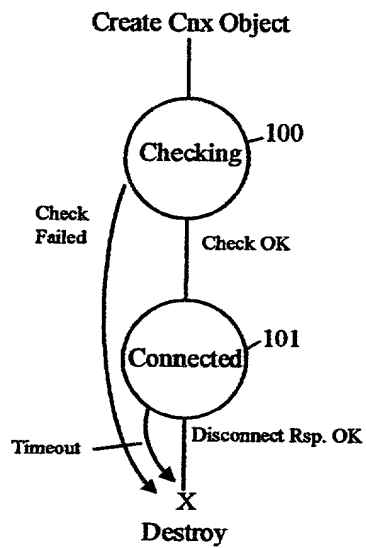 Create Cnx Object
100
Checking
Check
Failed
Check OK
101
Connected
Disconnect Rsp. OK
Timeout
X
Destroy